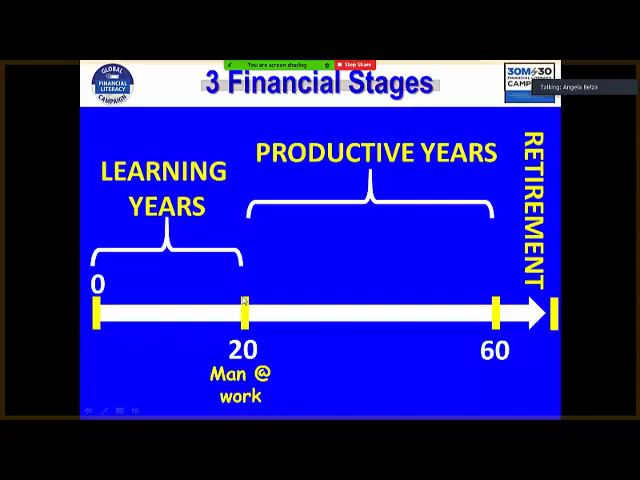 You are screen sharing
Stop Share
GLOBAL
FINANCIAL
LITERACY
CAMPAIGN
3 Financial Stages
30M by 30
FINANCIAL LITERACY
CAMP
Talking: Angela Belza
LEARNING
YEARS
PRODUCTIVE YEARS
RETIREMENT
0
20
60
Man @
work